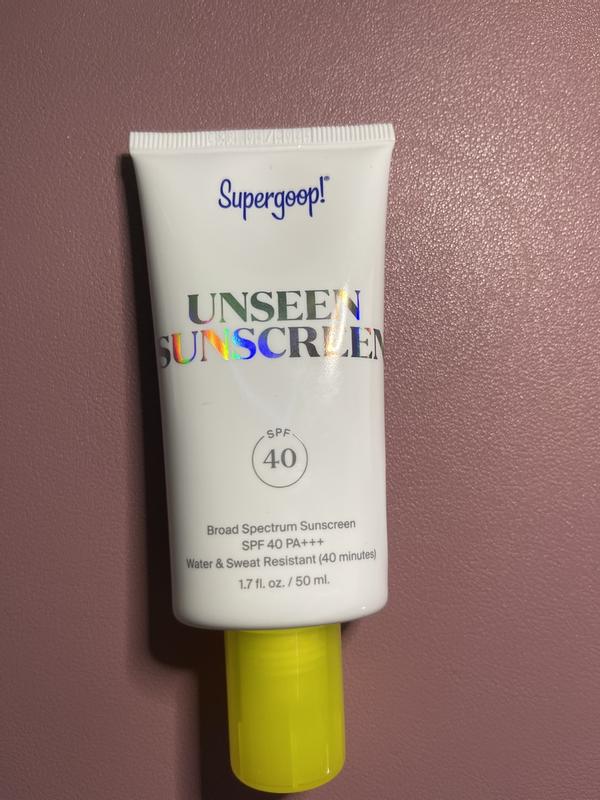 Supergoop!®
UNSEEN
SUNSCREEN
SPF
40
Broad Spectrum Sunscreen
SPF 40 PA+++
Water & Sweat Resistant (40 minutes)
1.7 fl. oz. / 50 ml.